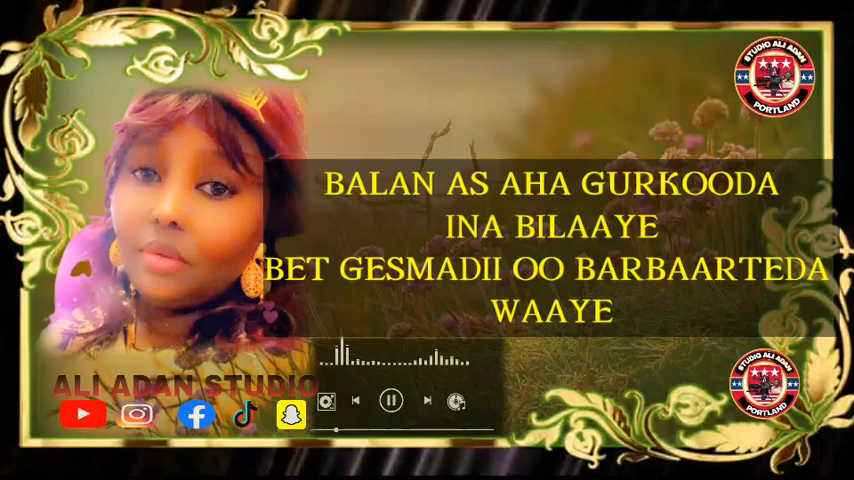 STUDIO ALI ADAN
PORTLAND
BALAN AS AHA GURKOODA
INA BILAAYE
BET GESMADII OO BARBAARTEDA
WAAYE
ALI ADAN STUDIO
STUDIO ALI ADAN
PORTLAND